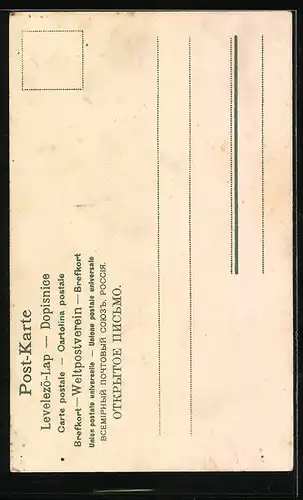 Post-Karte
Levelező-Lap — Dopisnice
Carte postale — Cartolina postale
Brefkort—Weltpostverein—Brefkort
Union postale universelle — Unione postale universale
ВСЕМІРНЫЙ ПОЧТОВЫЙ СОЮЗЪ. РОССІЯ.
ОТКРЫТОЕ ПИСЬМО.